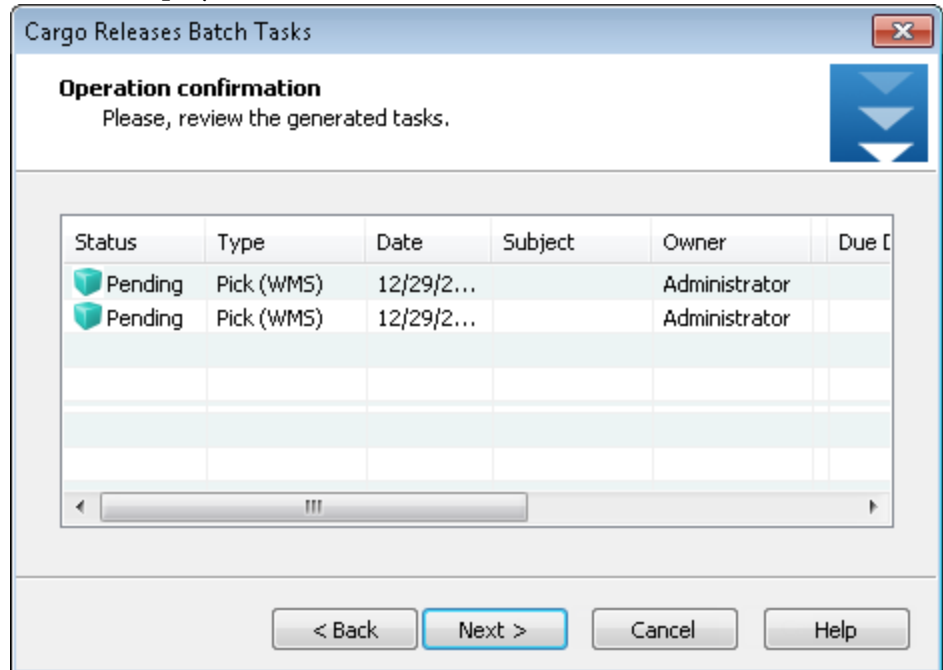 Cargo Releases Batch Tasks
Operation confirmation
Please, review the generated tasks.
Status Type Date Subject Owner Due D
Pending Pick (WMS) 12/29/2... Administrator
Pending Pick (WMS) 12/29/2... Administrator
< Back Next > Cancel Help